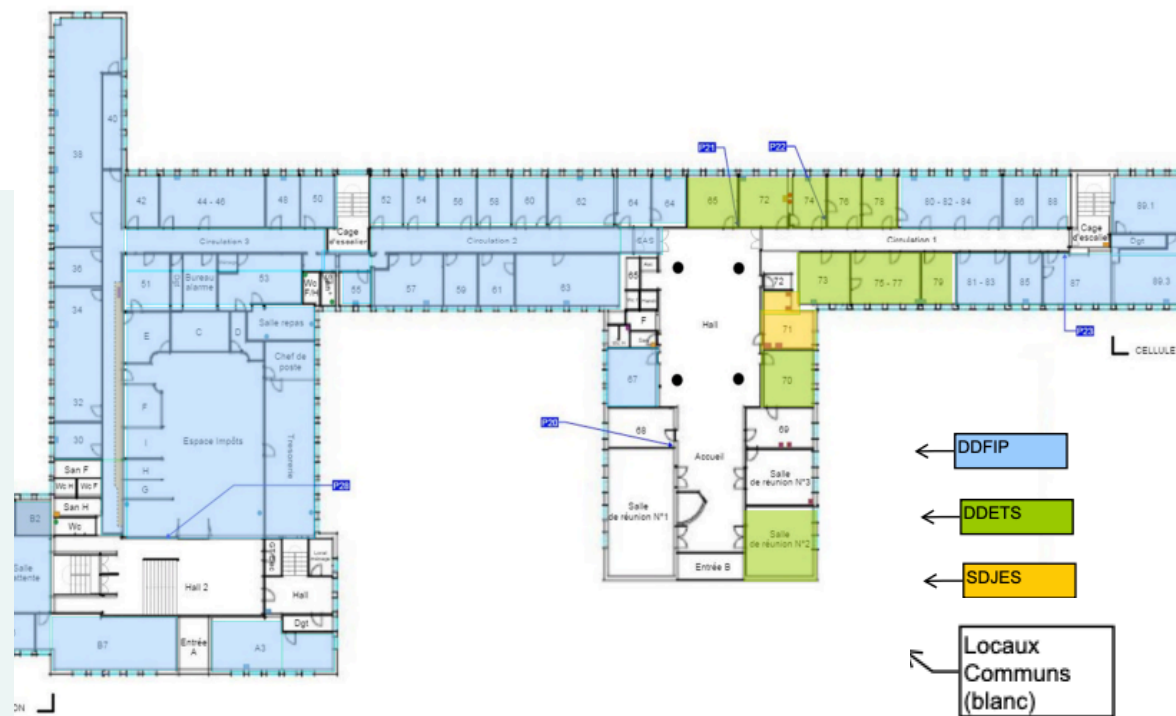 38
40
42
44 - 46
48
50
Cage
d'escalier
52
54
56
58
60
62
64
64
65
72
74
76
78
80 - 82 - 84
86
88
Cage
d'escalier
89.1
P21
P22
Circulation 3
Circulation 2
SAS
Circulation 1
Dgt
36
34
32
30
51
Dgt
Bureau
alarme
53
Wc
F/H
55
57
59
61
63
65
72
73
75 - 77
79
81 - 83
85
87
89.3
P23
CELLULE
Hall
F
71
70
67
E
C
D
Salle repas
Chef de
poste
F
I
H
G
Espace Impôts
Trésorerie
P20
68
69
Accueil
Salle
de réunion N°1
Salle
de réunion N°3
Salle
de réunion N°2
Entrée B
San F
Wc H
Wc F
San H
Wc
P28
B2
Salle
attente
Hall 2
Hall
Dgt
B7
Entrée
A
A3
ON
DDFIP
DDETS
SDJES
Locaux
Communs
(blanc)